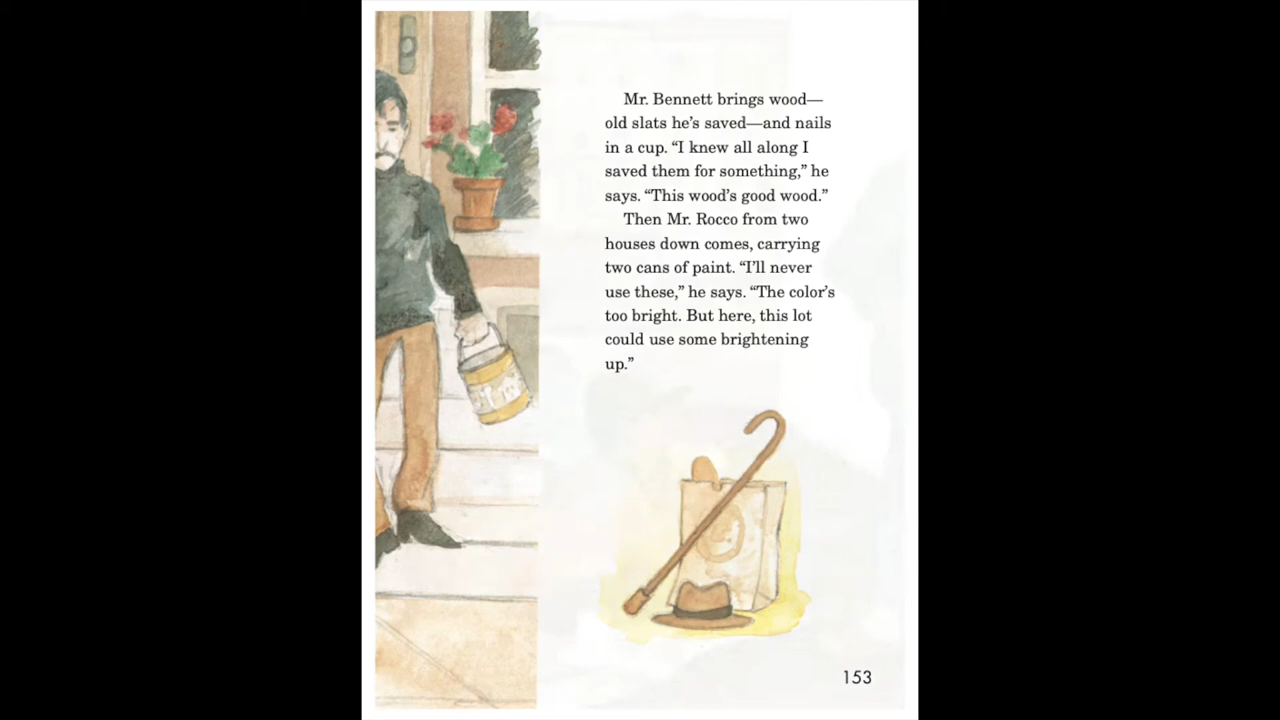 Mr. Bennett brings wood—
old slats he’s saved—and nails
in a cup. “I knew all along I
saved them for something,” he
says. “This wood’s good wood.”
Then Mr. Rocco from two
houses down comes, carrying
two cans of paint. “I’ll never
use these,” he says. “The color’s
too bright. But here, this lot
could use some brightening
up.”
153